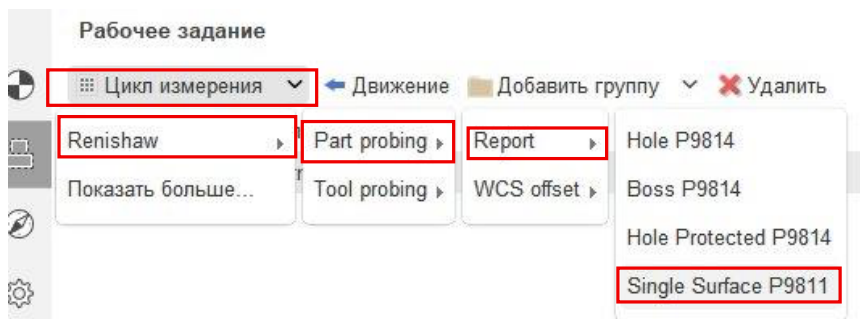 Рабочее задание
Цикл измерения Движение Добавить группу Удалить
Renishaw Part probing Report Hole P9814
Показать больше... Tool probing WCS offset Boss P9814
Hole Protected P9814
Single Surface P9811